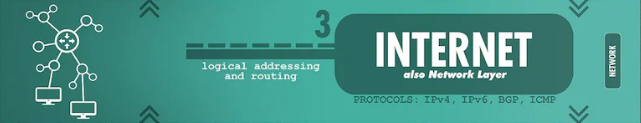 3
logical addressing
and routing
INTERNET
also Network Layer
PROTOCOLS: IPv4, IPv6, BGP, ICMP
NETWORK